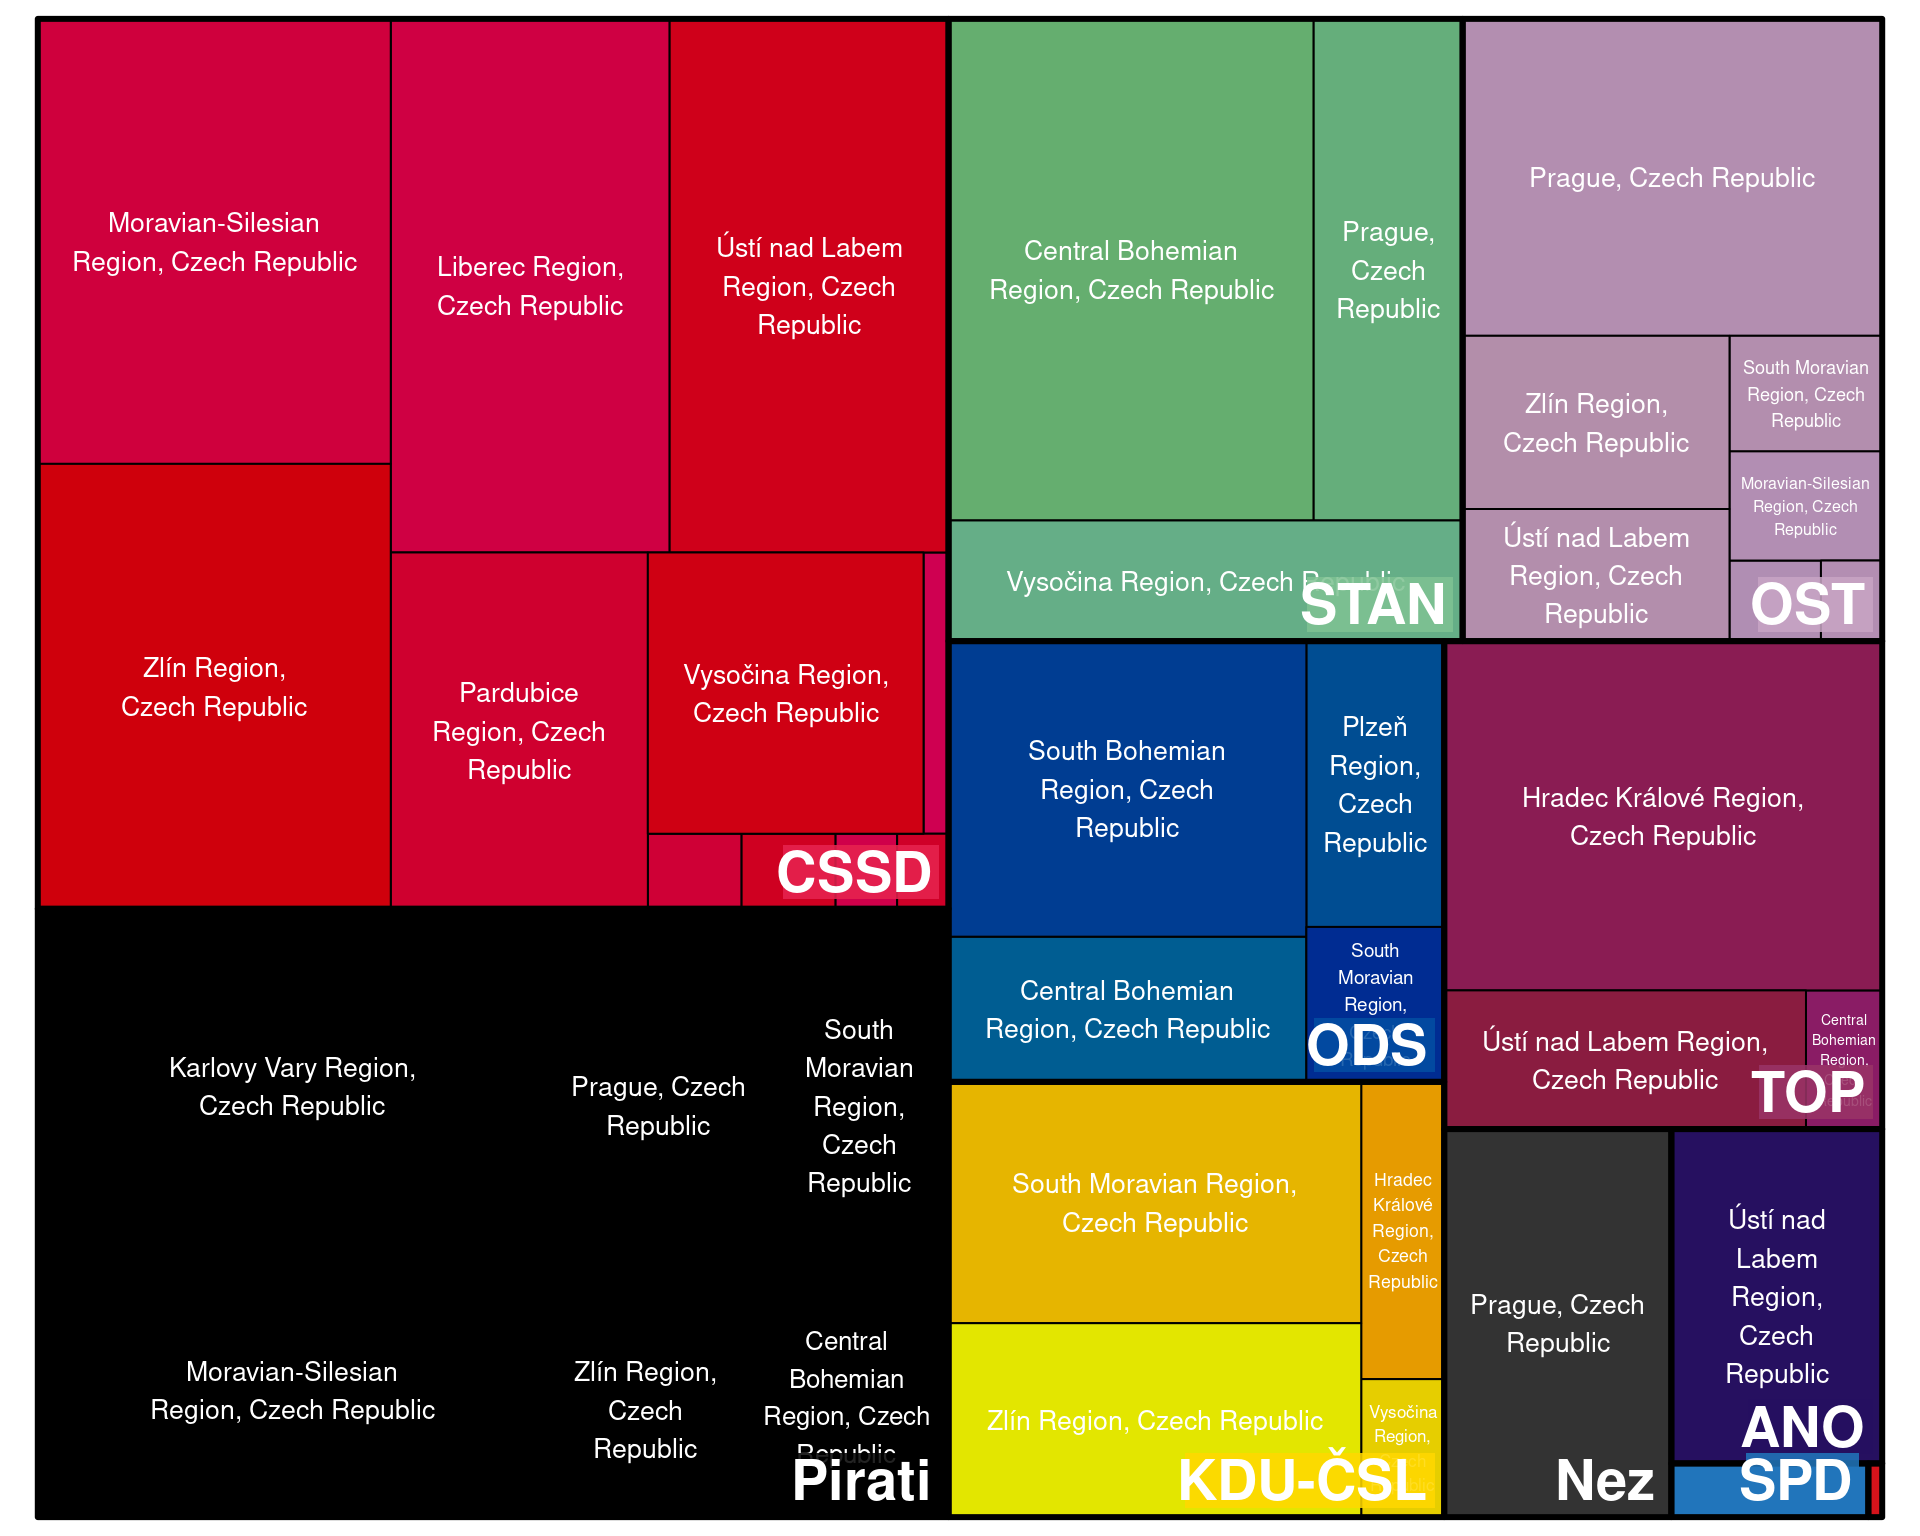 Moravian-Silesian
Region, Czech Republic
Liberec Region,
Czech Republic
Ústí nad Labem
Region, Czech
Republic
Zlín Region,
Czech Republic
Pardubice
Region, Czech
Republic
Vysočina Region,
Czech Republic
CSSD
Central Bohemian
Region, Czech Republic
Prague,
Czech
Republic
Vysočina Region, Czech Republic
STAN
Prague, Czech Republic
Zlín Region,
Czech Republic
South Moravian
Region, Czech
Republic
Moravian-Silesian
Region, Czech
Republic
Ústí nad Labem
Region, Czech
Republic
OST
South Bohemian
Region, Czech
Republic
Plzeň
Region,
Czech
Republic
Central Bohemian
Region, Czech Republic
South
Moravian
Region,
ODS
Hradec Králové Region,
Czech Republic
Ústí nad Labem Region,
Czech Republic
Central
Bohemian
Region,
TOP
Karlovy Vary Region,
Czech Republic
Prague, Czech
Republic
South
Moravian
Region,
Czech
Republic
Moravian-Silesian
Region, Czech Republic
Zlín Region,
Czech
Republic
Central
Bohemian
Region, Czech
Republic
Pirati
South Moravian Region,
Czech Republic
Hradec
Králové
Region,
Czech
Republic
Zlín Region, Czech Republic
Vysočina
Region,
KDU-ČSL
Prague, Czech
Republic
Nez
Ústí nad
Labem
Region,
Czech
Republic
ANO
SPD